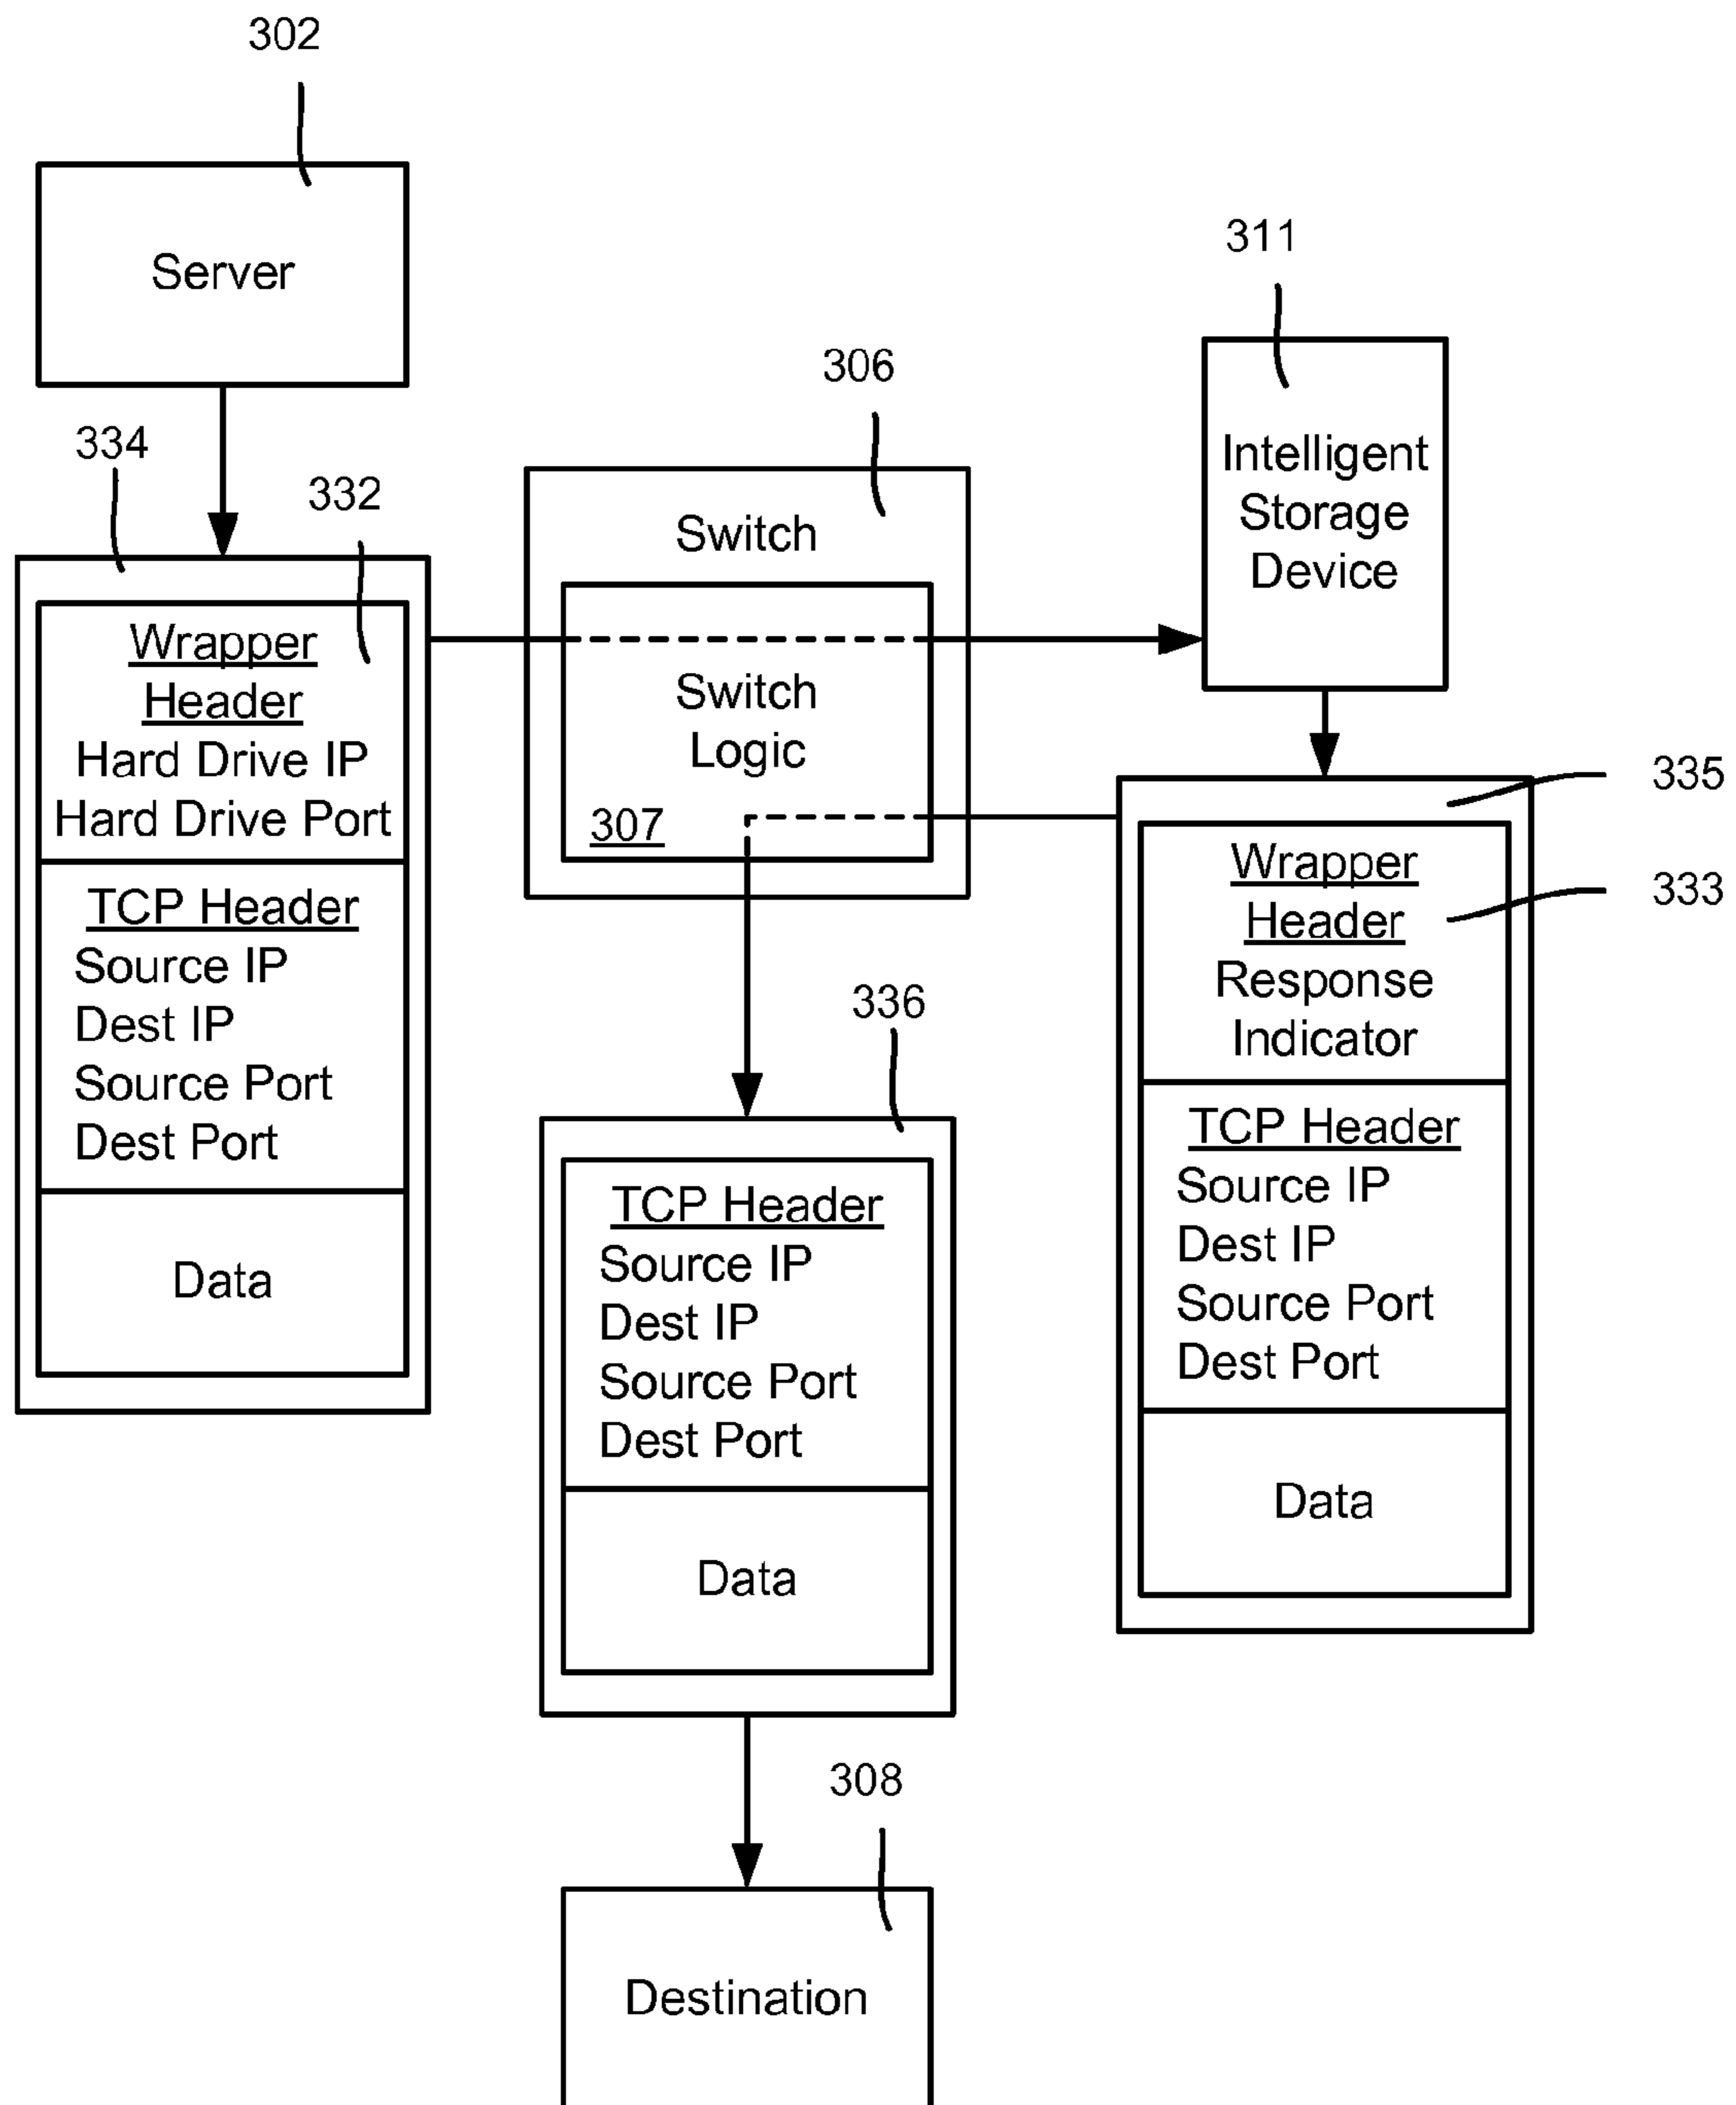 302
Server
311
306
334
332
Switch
Intelligent
Storage
Device
Wrapper
Header
Hard Drive IP
Hard Drive Port
Switch
Logic
307
335
Wrapper
Header
Response
Indicator
333
TCP Header
Source IP
Dest IP
Source Port
Dest Port
336
TCP Header
Source IP
Dest IP
Source Port
Dest Port
TCP Header
Source IP
Dest IP
Source Port
Dest Port
Data
Data
Data
308
Destination